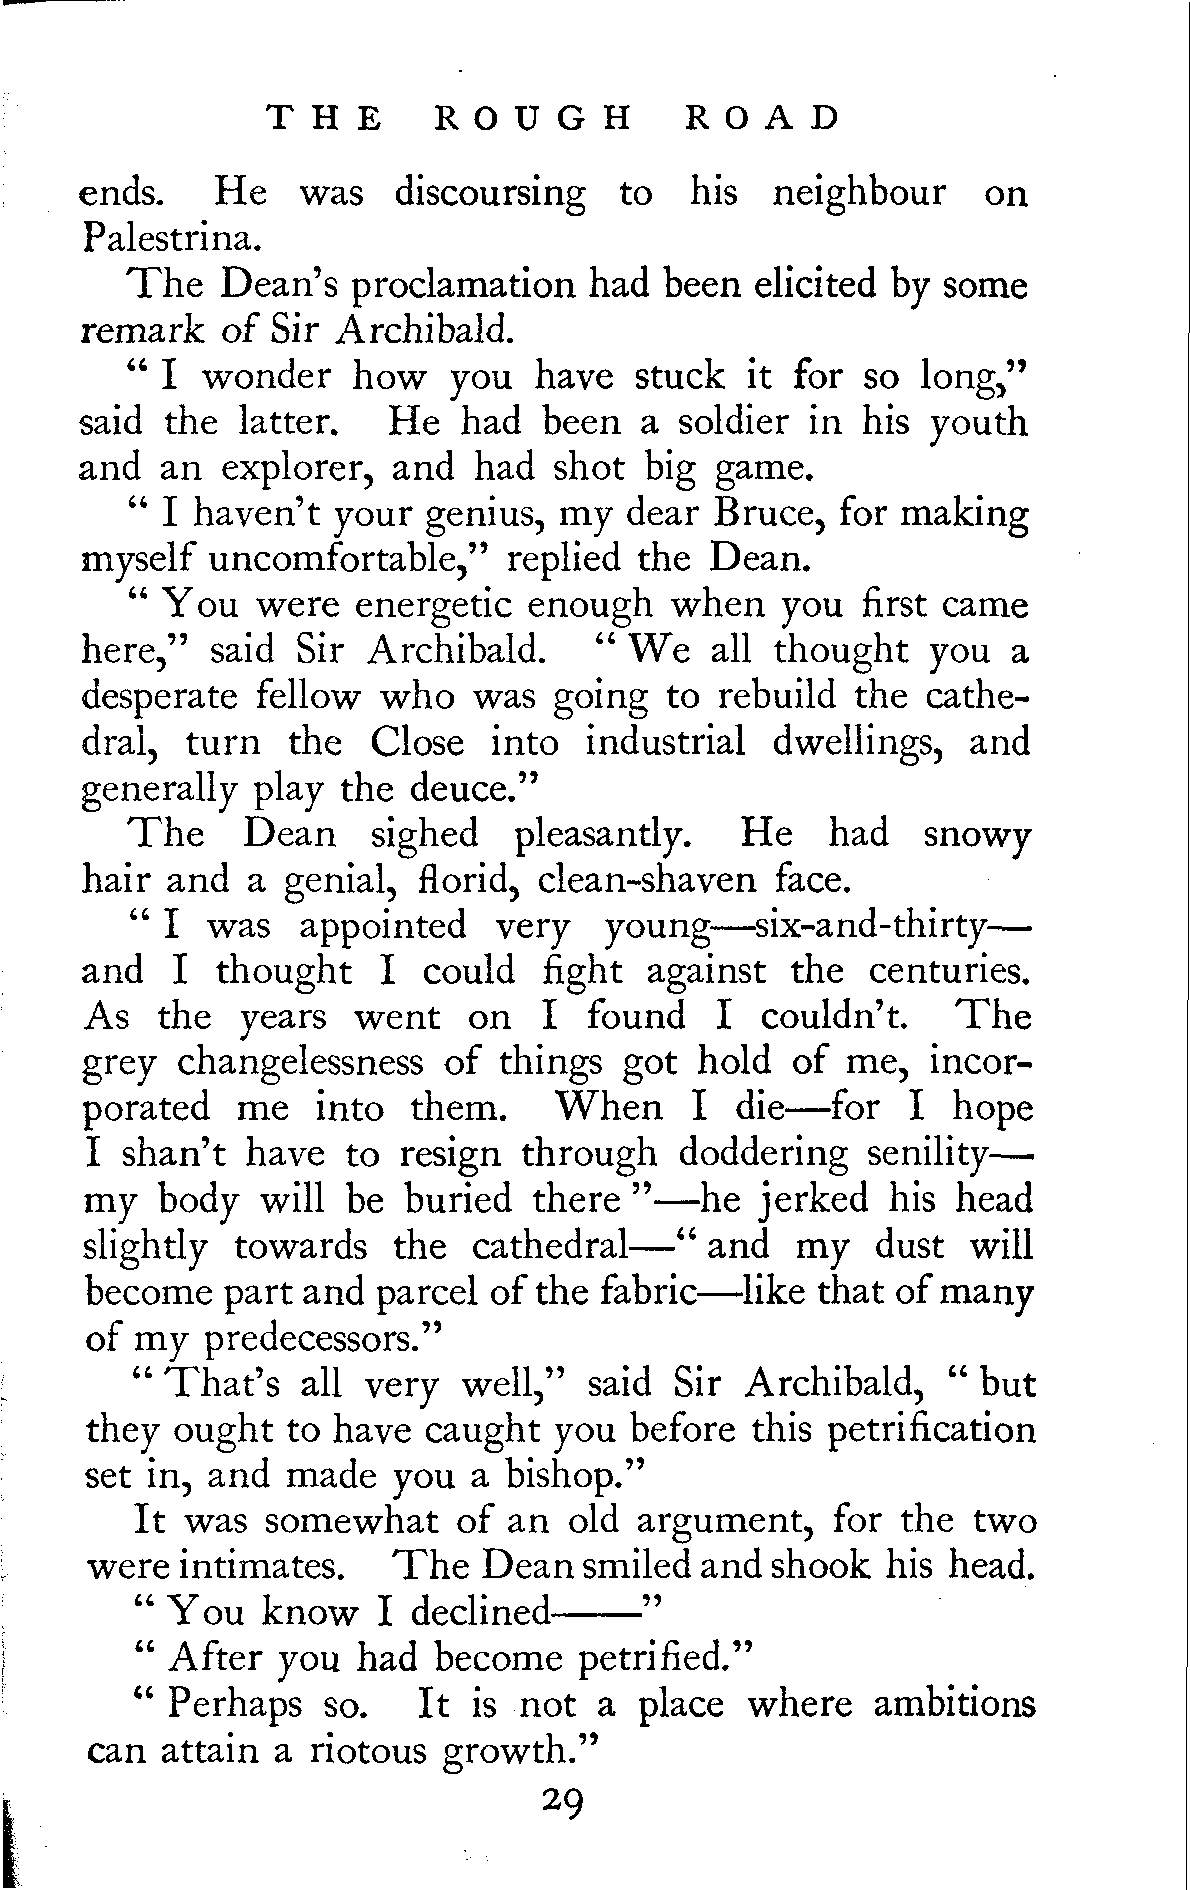 THE ROUGH ROAD
ends. He was discoursing to his neighbour on
Palestrina.
The Dean's proclamation had been elicited by some
remark of Sir Archibald.
“ I wonder how you have stuck it for so long,”
said the latter. He had been a soldier in his youth
and an explorer, and had shot big game.
“ I haven't your genius, my dear Bruce, for making
myself uncomfortable,” replied the Dean.
“ You were energetic enough when you first came
here,” said Sir Archibald. “ We all thought you a
desperate fellow who was going to rebuild the cathe-
dral, turn the Close into industrial dwellings, and
generally play the deuce.”
The Dean sighed pleasantly. He had snowy
hair and a genial, florid, clean-shaven face.
“ I was appointed very young—six-and-thirty—
and I thought I could fight against the centuries.
As the years went on I found I couldn't. The
grey changelessness of things got hold of me, incor-
porated me into them. When I die—for I hope
I shan't have to resign through doddering senility—
my body will be buried there ”—he jerked his head
slightly towards the cathedral—“ and my dust will
become part and parcel of the fabric—like that of many
of my predecessors.”
“ That's all very well,” said Sir Archibald, “ but
they ought to have caught you before this petrification
set in, and made you a bishop.”
It was somewhat of an old argument, for the two
were intimates. The Dean smiled and shook his head.
“ You know I declined——”
“ After you had become petrified.”
“ Perhaps so. It is not a place where ambitions
can attain a riotous growth.”
29